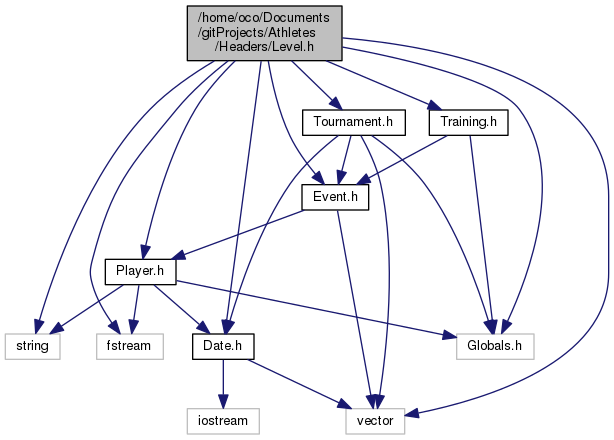 /home/oco/Documents
/gitProjects/Athletes
/Headers/Level.h
Tournament.h
Training.h
Event.h
Player.h
string
fstream
Date.h
Globals.h
iostream
vector